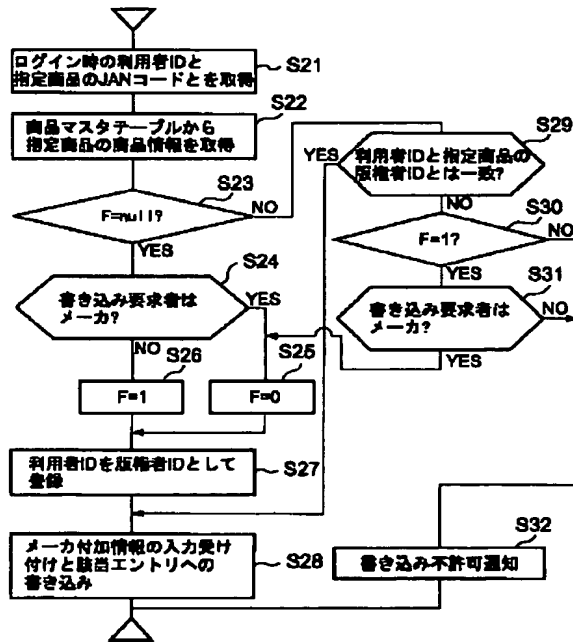 ログイン時の利用者IDと
指定商品のJANコードとを取得
S21
商品マスタテーブルから
指定商品の商品情報を取得
S22
F=null?
S23
NO
YES
書き込み要求者は
メーカ?
S24
YES
NO
F=1
S26
F=0
S25
利用者IDを版権者IDとして
登録
S27
メーカ付加情報の入力受け
付けと該当エントリへの
書き込み
S28
利用者IDと指定商品の
版権者IDとは一致?
S29
YES
NO
F=1?
S30
NO
YES
書き込み要求者は
メーカ?
S31
NO
YES
書き込み不許可通知
S32